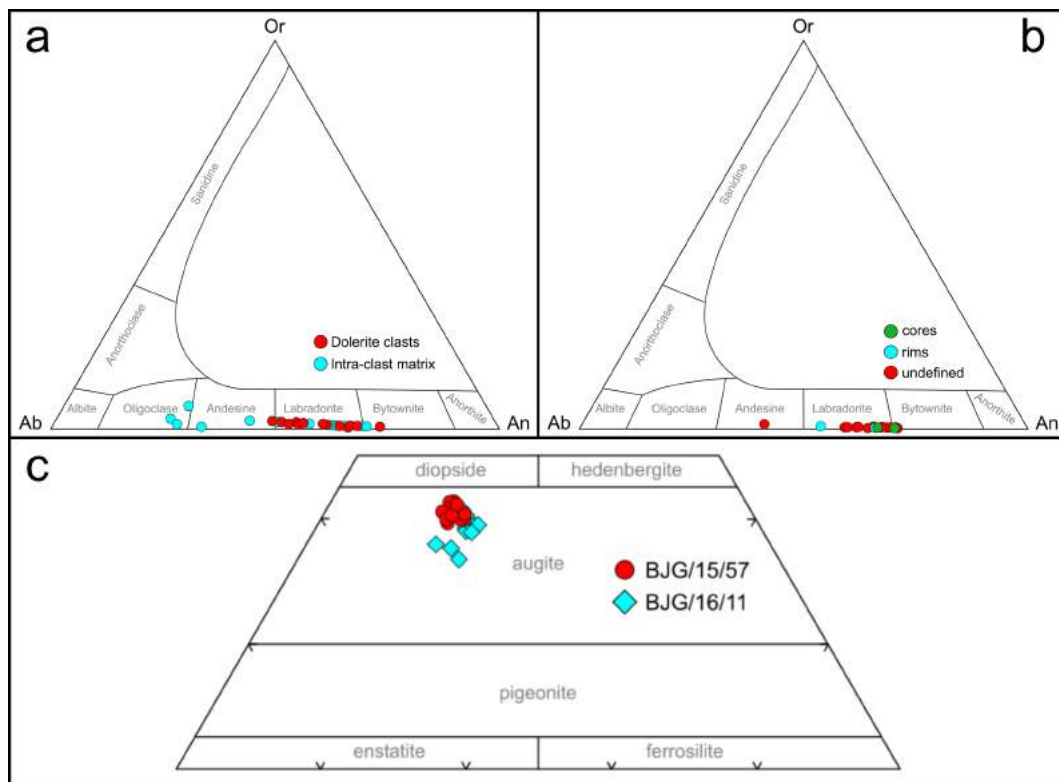 a
Or
Sanidine
Anorthoclase
Dolerite clasts
Intra-clast matrix
Albite
Oligoclase
Andesine
Labradorite
Bytownite
Anorthite
Ab
An
b
Or
Sanidine
Anorthoclase
cores
rims
undefined
Albite
Oligoclase
Andesine
Labradorite
Bytownite
Anorthite
Ab
An
c
diopside
hedenbergite
augite
BJG/15/57
BJG/16/11
pigeonite
enstatite
ferrosilite